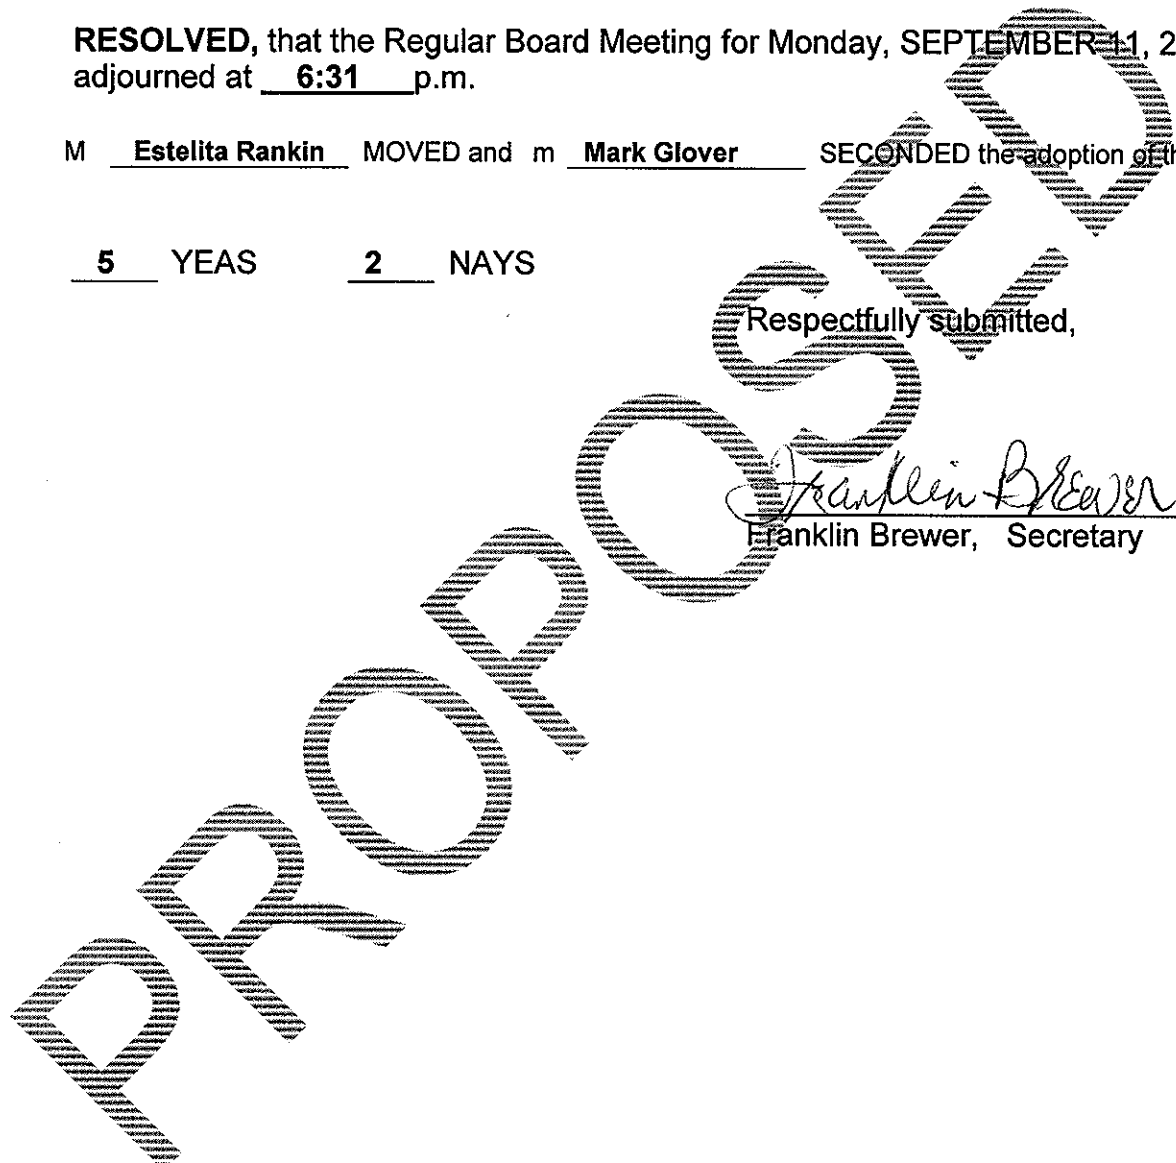 RESOLVED, that the Regular Board Meeting for Monday, SEPTEMBER 11, 2
adjourned at 6:31 p.m.
M Estelita Rankin MOVED and m Mark Glover SECONDED the adoption of th
5 YEAS 2 NAYS
Respectfully submitted,
Franklin Brewer
Franklin Brewer, Secretary
PROPOSED